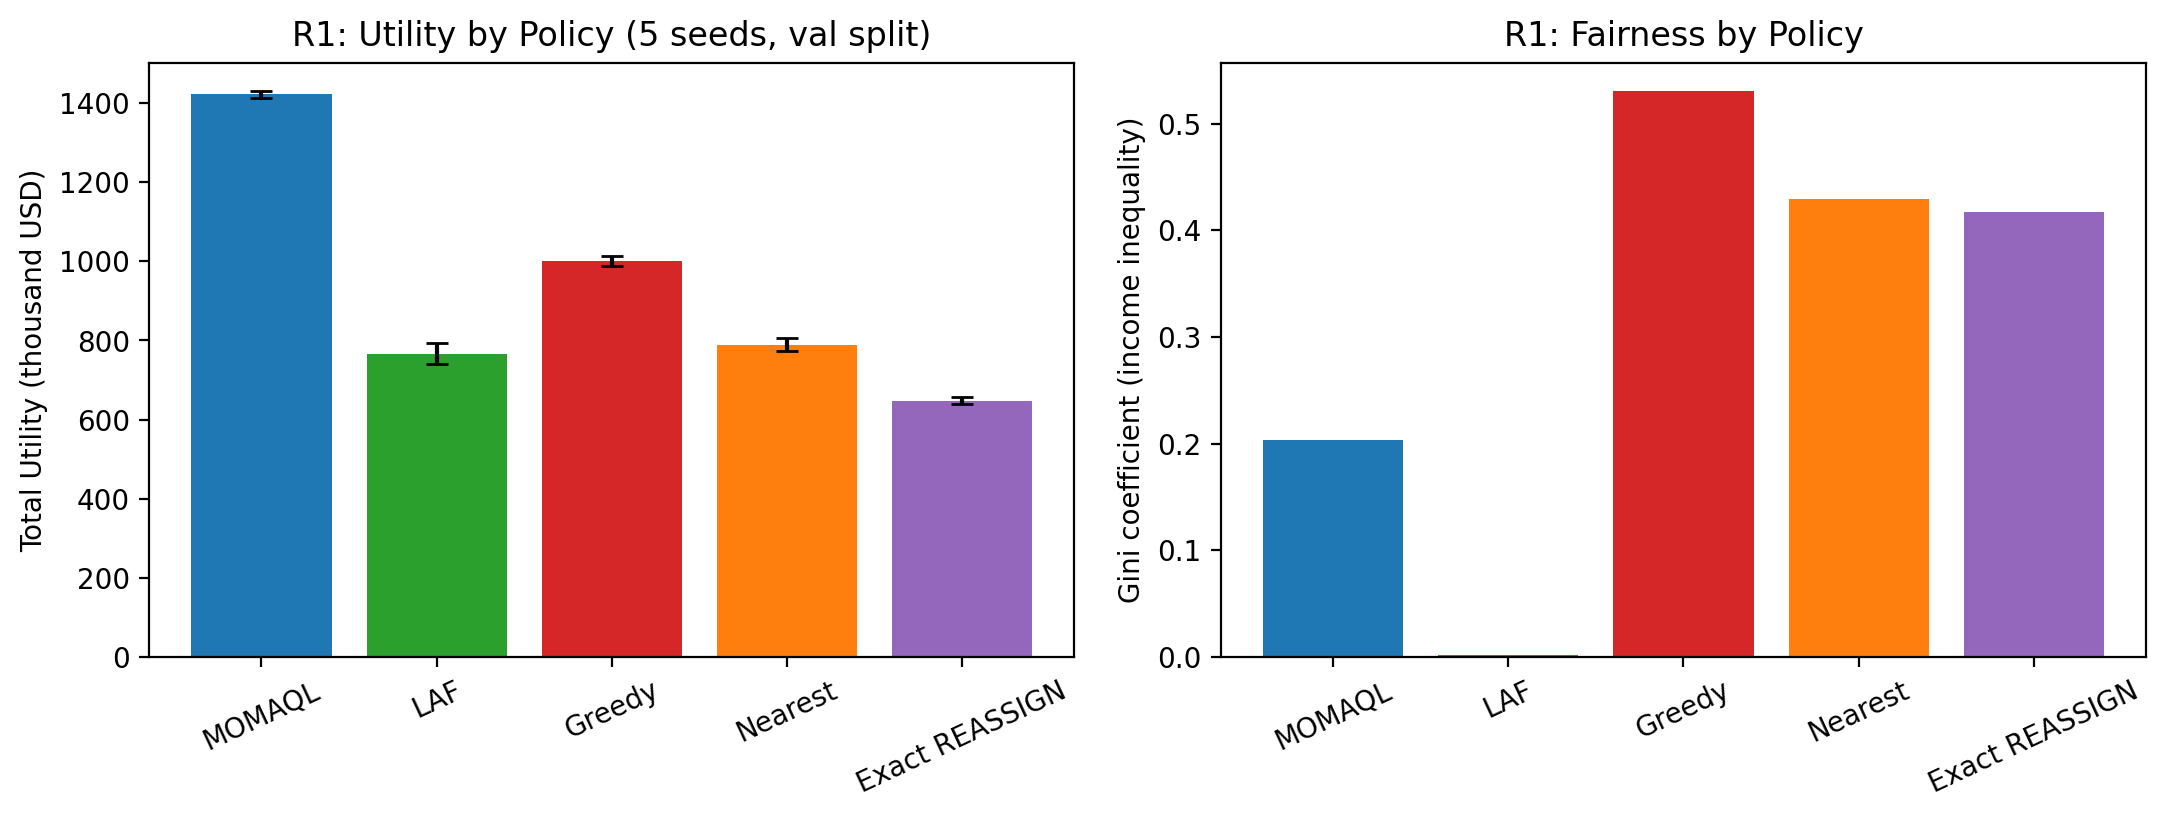 R1: Utility by Policy (5 seeds, val split)
Total Utility (thousand USD)
1400
1200
1000
800
600
400
200
0
MOMAQL
LAF
Greedy
Nearest
Exact REASSIGN
R1: Fairness by Policy
Gini coefficient (income inequality)
0.5
0.4
0.3
0.2
0.1
0.0
MOMAQL
LAF
Greedy
Nearest
Exact REASSIGN